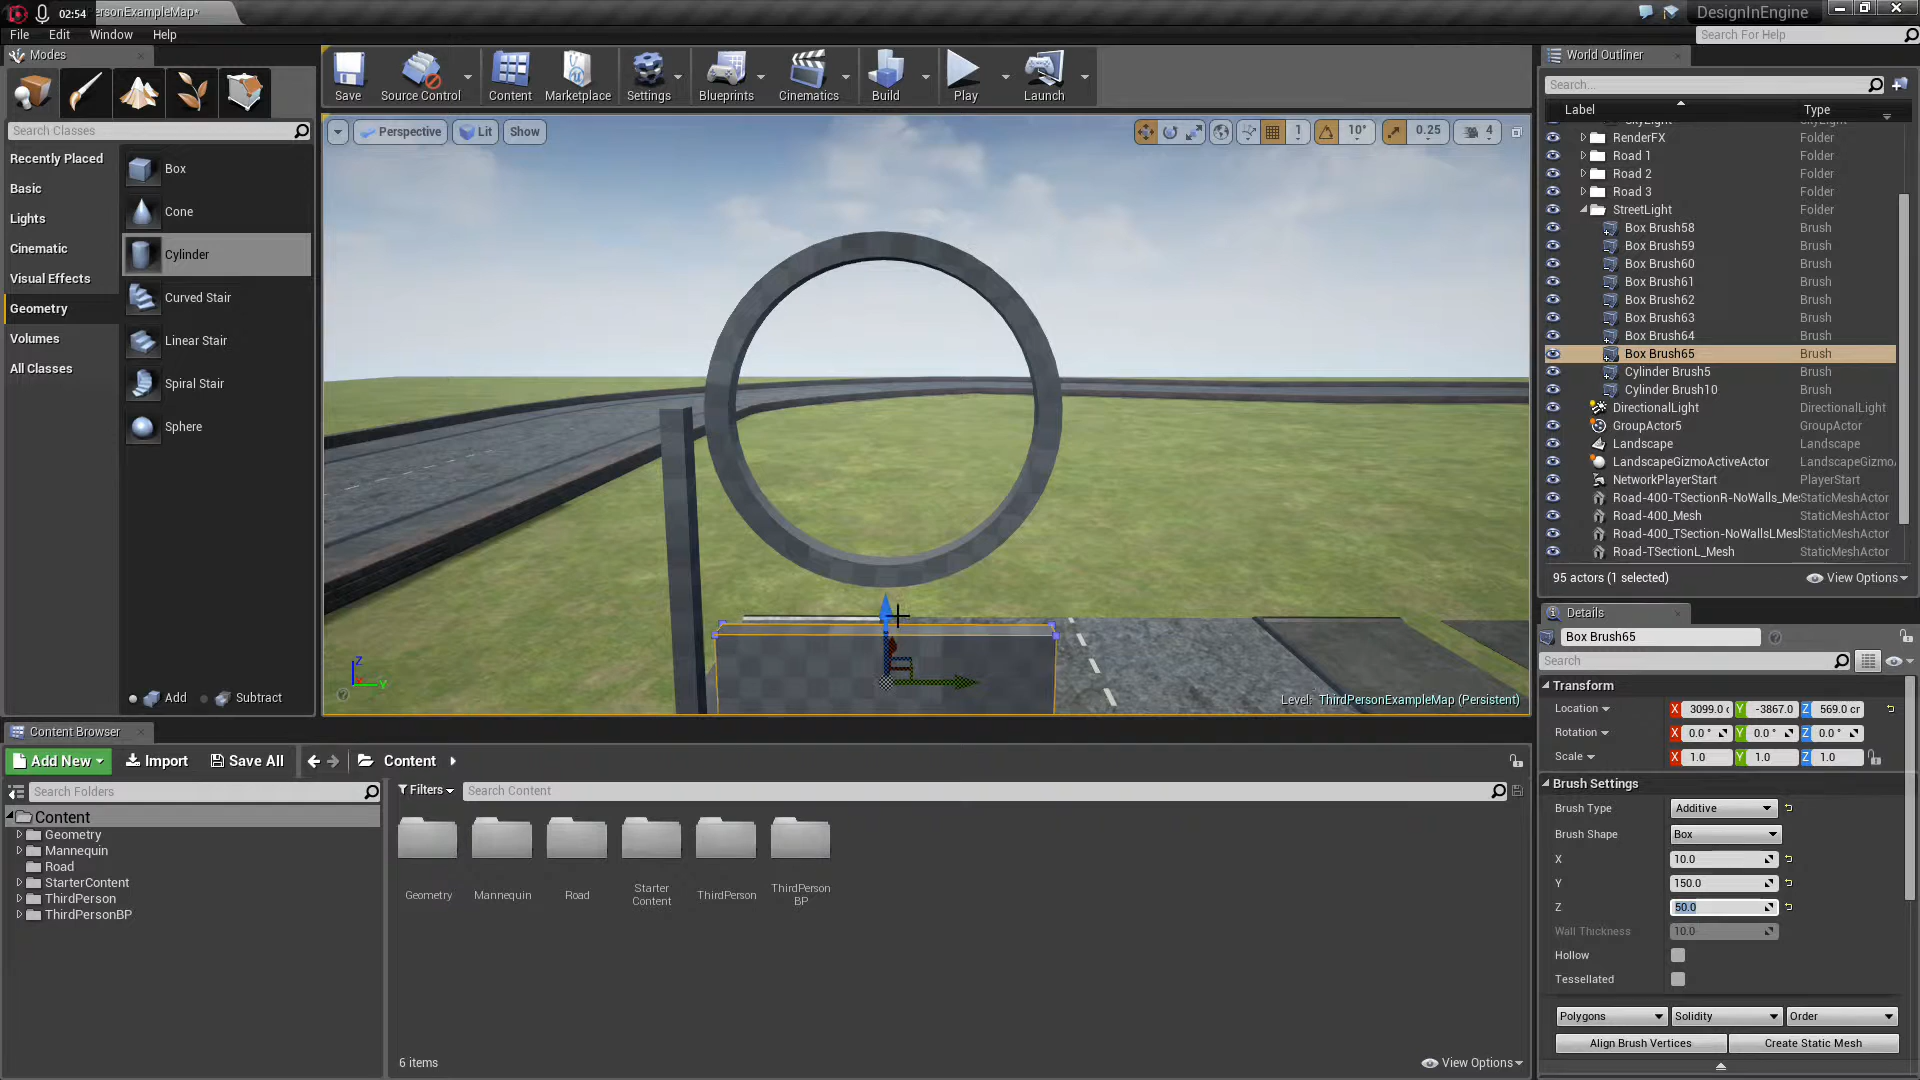 02:54
ersonExampleMap*
DesignInEngine
File Edit Window Help
Search For Help
Modes
Save
Source Control
Content
Marketplace
Settings
Blueprints
Cinematics
Build
Play
Launch
Search Classes
Recently Placed
Basic
Lights
Cinematic
Visual Effects
Geometry
Volumes
All Classes
Box
Cone
Cylinder
Curved Stair
Linear Stair
Spiral Stair
Sphere
Add
Subtract
Perspective
Lit
Show
1
10°
0.25
4
Z
Y
Level: ThirdPersonExampleMap (Persistent)
World Outliner
Search...
Label Type
SkyLight SkyLight
RenderFX Folder
Road 1 Folder
Road 2 Folder
Road 3 Folder
StreetLight Folder
Box Brush58 Brush
Box Brush59 Brush
Box Brush60 Brush
Box Brush61 Brush
Box Brush62 Brush
Box Brush63 Brush
Box Brush64 Brush
Box Brush65 Brush
Cylinder Brush5 Brush
Cylinder Brush10 Brush
DirectionalLight DirectionalLight
GroupActor5 GroupActor
Landscape Landscape
LandscapeGizmoActiveActor LandscapeGizmo
NetworkPlayerStart PlayerStart
Road-400-TSectionR-NoWalls_Me StaticMeshActor
Road-400_Mesh StaticMeshActor
Road-400_TSection-NoWallsLMesl StaticMeshActor
Road-TSectionL_Mesh StaticMeshActor
95 actors (1 selected)
View Options
Details
Box Brush65
Search
Transform
Location X 3099.0 c Y -3867.0 Z 569.0 cr
Rotation X 0.0 ° Y 0.0 ° Z 0.0 °
Scale X 1.0 Y 1.0 Z 1.0
Brush Settings
Brush Type Additive
Brush Shape Box
X 10.0
Y 150.0
Z 50.0
Wall Thickness 10.0
Hollow
Tessellated
Polygons Solidity Order
Align Brush Vertices Create Static Mesh
Content Browser
Add New Import Save All Content
Search Folders
Filters Search Content
Content
Geometry
Mannequin
Road
StarterContent
ThirdPerson
ThirdPersonBP
Geometry
Mannequin
Road
Starter
Content
ThirdPerson
ThirdPerson
BP
6 items
View Options